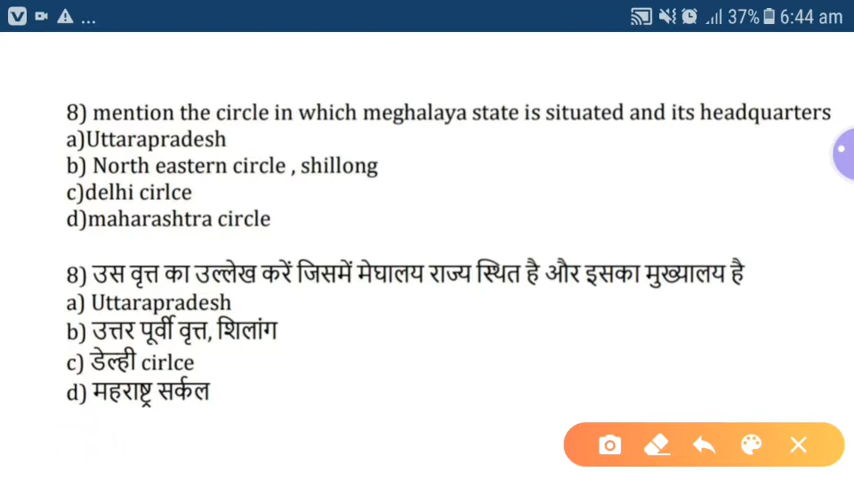 ... 37% 6:44 am
8) mention the circle in which meghalaya state is situated and its headquarters
a)Uttarapradesh
b) North eastern circle , shillong
c)delhi cirlce
d)maharashtra circle
8) उस वृत्त का उल्लेख करें जिसमें मेघालय राज्य स्थित है और इसका मुख्यालय है
a) Uttarapradesh
b) उत्तर पूर्वी वृत्त, शिलांग
c) डेल्ही cirlce
d) महराष्ट्र सर्कल